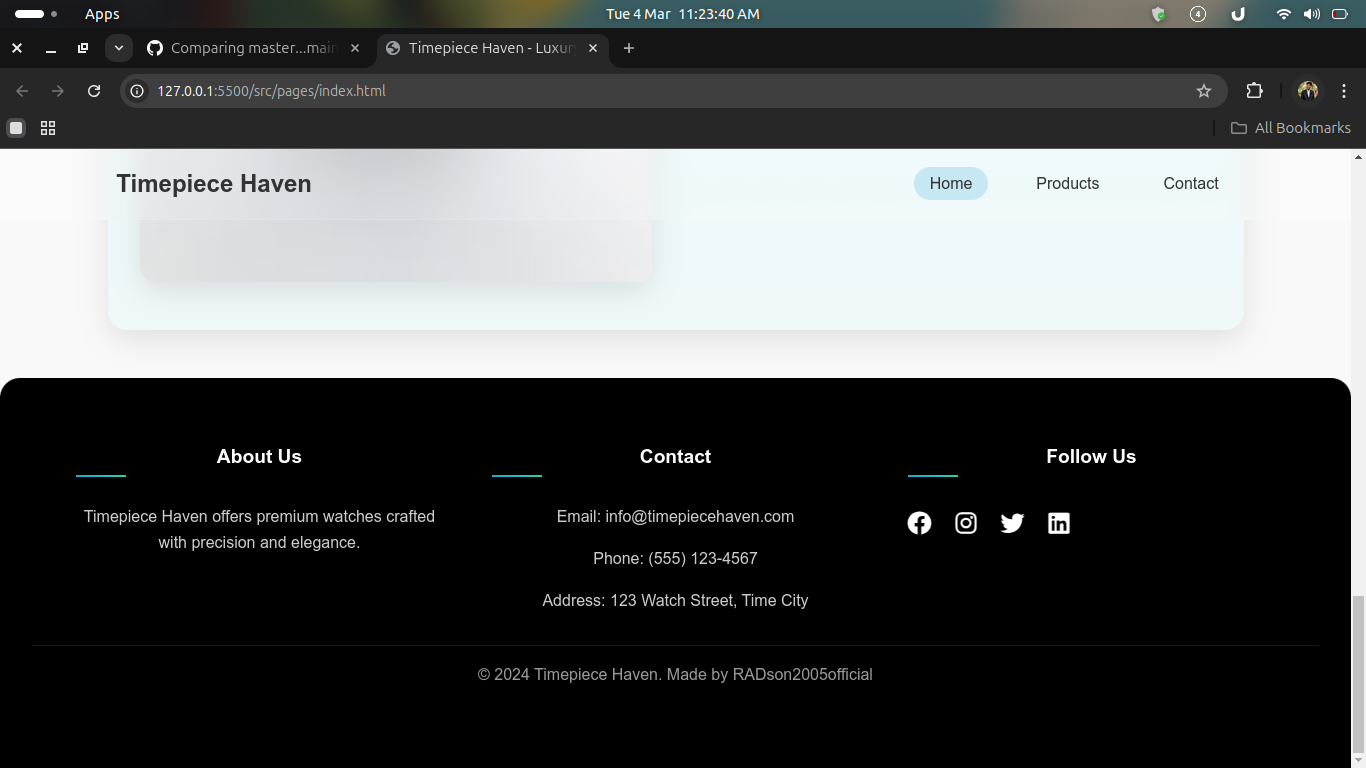 Apps
Tue 4 Mar 11:23:40 AM
4
Comparing master...main
Timepiece Haven - Luxur
127.0.0.1:5500/src/pages/index.html
All Bookmarks
Timepiece Haven
Home
Products
Contact
About Us
Timepiece Haven offers premium watches crafted
with precision and elegance.
Contact
Email: info@timepiecehaven.com
Phone: (555) 123-4567
Address: 123 Watch Street, Time City
Follow Us
© 2024 Timepiece Haven. Made by RADson2005official